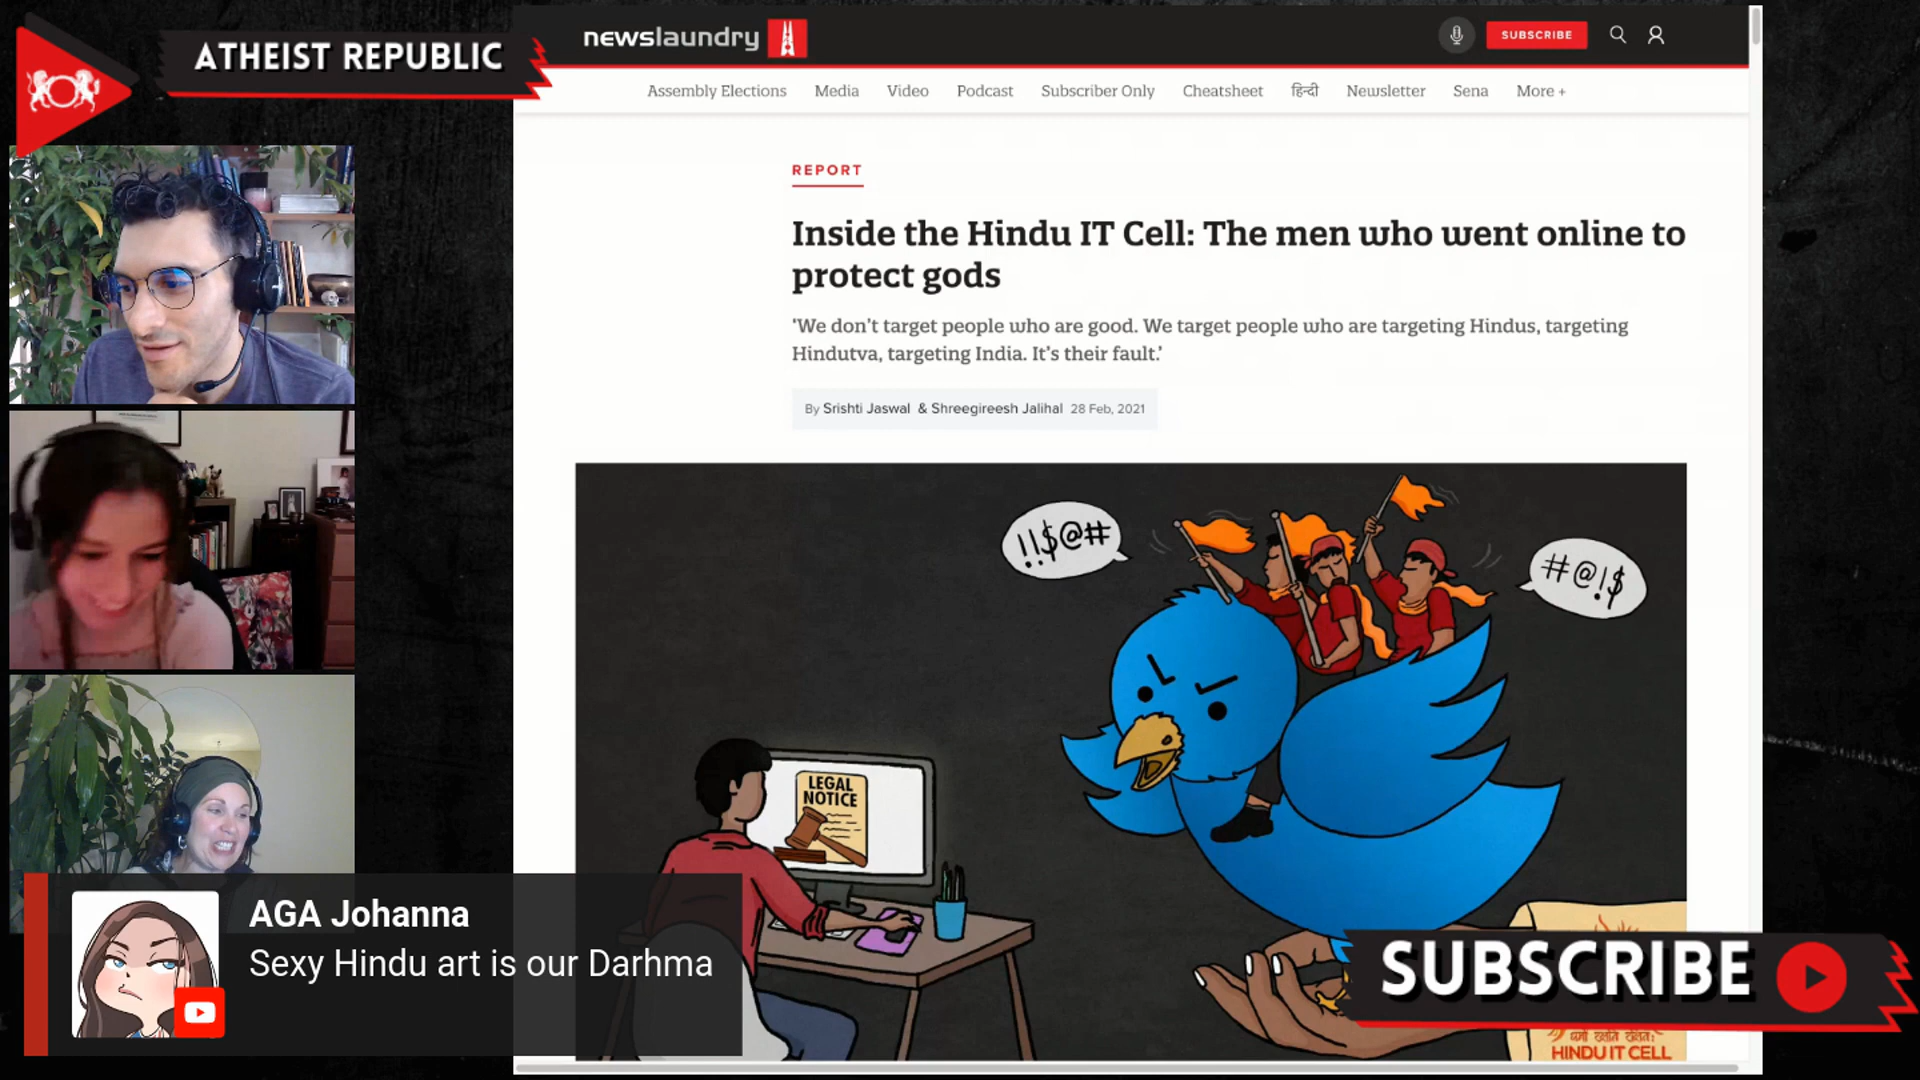 ATHEIST REPUBLIC
newslaundry
SUBSCRIBE
Assembly Elections Media Video Podcast Subscriber Only Cheatsheet हिन्दी Newsletter Sena More +
REPORT
Inside the Hindu IT Cell: The men who went online to
protect gods
‘We don’t target people who are good. We target people who are targeting Hindus, targeting
Hindutva, targeting India. It’s their fault.’
By Srishti Jaswal & Shreegireesh Jalihal 28 Feb, 2021
!!$@#
#@!$
LEGAL
NOTICE
AGA Johanna
Sexy Hindu art is our Darhma
SUBSCRIBE
HINDU IT CELL